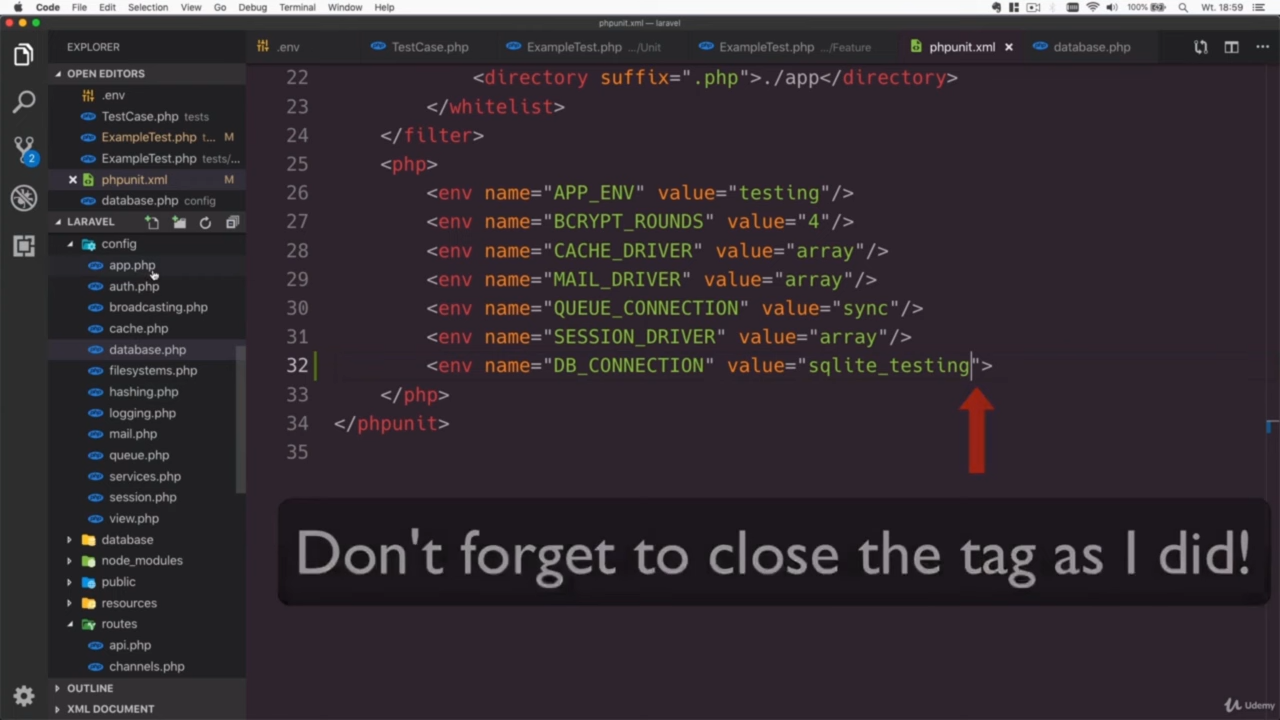 Code File Edit Selection View Go Debug Terminal Window Help 100% Wt. 18:59
phpunit.xml — laravel
EXPLORER
.env TestCase.php ExampleTest.php .../Unit ExampleTest.php .../Feature phpunit.xml × database.php ...
OPEN EDITORS
.env
TestCase.php tests
ExampleTest.php t... M
ExampleTest.php tests/...
× phpunit.xml M
database.php config
2
LARAVEL
config
app.php
auth.php
broadcasting.php
cache.php
database.php
filesystems.php
hashing.php
logging.php
mail.php
queue.php
services.php
session.php
view.php
database
node_modules
public
resources
routes
api.php
channels.php
OUTLINE
XML DOCUMENT
22 <directory suffix=".php">./app</directory>
23 </whitelist>
24 </filter>
25 <php>
26 <env name="APP_ENV" value="testing"/>
27 <env name="BCRYPT_ROUNDS" value="4"/>
28 <env name="CACHE_DRIVER" value="array"/>
29 <env name="MAIL_DRIVER" value="array"/>
30 <env name="QUEUE_CONNECTION" value="sync"/>
31 <env name="SESSION_DRIVER" value="array"/>
32 <env name="DB_CONNECTION" value="sqlite_testing">
33 </php>
34 </phpunit>
35
Don't forget to close the tag as I did!
Udemy